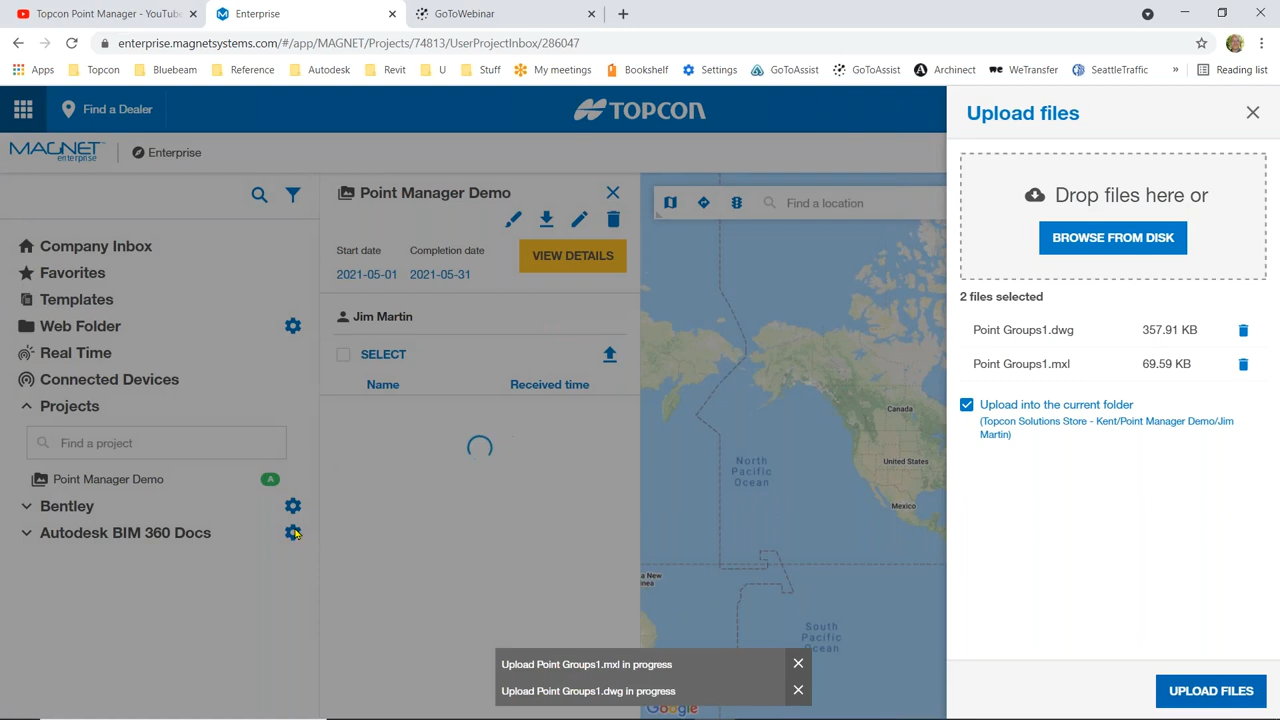 Topcon Point Manager - YouTube
Enterprise
GoToWebinar
enterprise.magnetsystems.com/#/app/MAGNET/Projects/74813/UserProjectInbox/286047
Apps
Topcon
Bluebeam
Reference
Autodesk
Revit
U
Stuff
My meetings
Bookshelf
Settings
GoToAssist
GoToAssist
Archinect
WeTransfer
SeattleTraffic
»
Reading list
Find a Dealer
TOPCON
MAGNET
enterprise
Enterprise
Company Inbox
Favorites
Templates
Web Folder
Real Time
Connected Devices
Projects
Find a project
Point Manager Demo
A
Bentley
Autodesk BIM 360 Docs
Point Manager Demo
Start date
Completion date
2021-05-01
2021-05-31
VIEW DETAILS
Jim Martin
SELECT
Name
Received time
Find a location
Canada
United States
North
Pacific
Ocean
Mexico
South
Pacific
Ocean
Google
Upload Point Groups1.mxl in progress
Upload Point Groups1.dwg in progress
Upload files
Drop files here or
BROWSE FROM DISK
2 files selected
Point Groups1.dwg 357.91 KB
Point Groups1.mxl 69.59 KB
Upload into the current folder
(Topcon Solutions Store - Kent/Point Manager Demo/Jim
Martin)
UPLOAD FILES